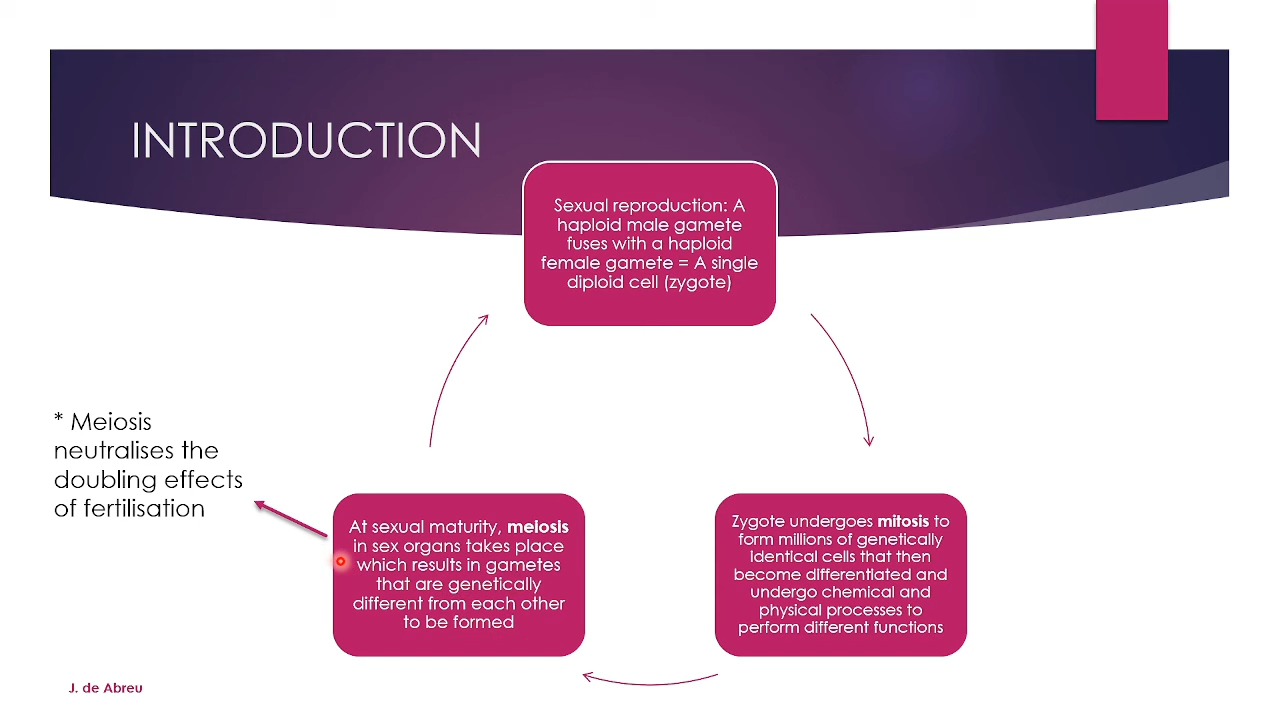 INTRODUCTION
Sexual reproduction: A
haploid male gamete
fuses with a haploid
female gamete = A single
diploid cell (zygote)
* Meiosis
neutralises the
doubling effects
of fertilisation
At sexual maturity, meiosis
in sex organs takes place
which results in gametes
that are genetically
different from each other
to be formed
Zygote undergoes mitosis to
form millions of genetically
identical cells that then
become differentiated and
undergo chemical and
physical processes to
perform different functions
J. de Abreu